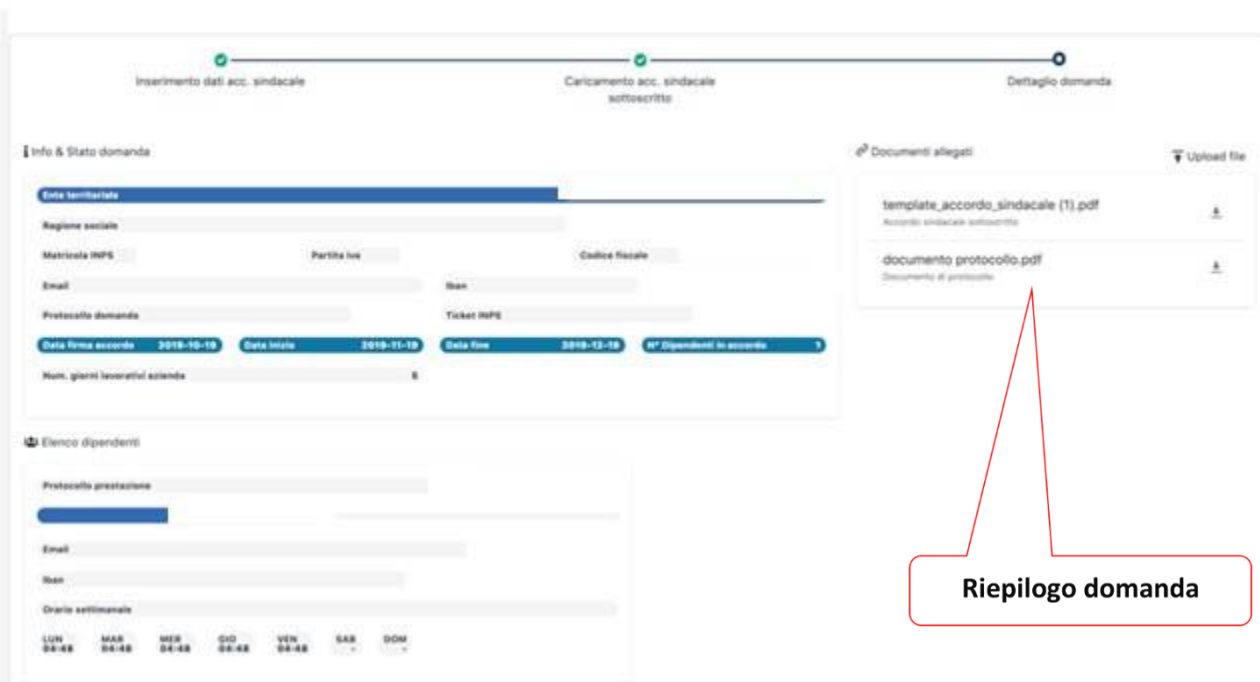 Inserimento dati acc. sindacale
Caricamento acc. sindacale
sottoscritto
Dettaglio domanda
Info & Stato domanda
Documenti allegati
Upload file
Ente territoriale
Ragione sociale
Matricola INPS Partita iva Codice fiscale
Email Iban
Protocollo domanda Ticket INPS
Data firma accordo 2019-10-19 Data inizio 2019-11-19 Data fine 2019-12-19 N° Dipendenti in accordo 1
Num. giorni lavorativi azienda 5
template_accordo_sindacale (1).pdf
Accordo sindacale sottoscritto
documento protocollo.pdf
Documento di protocollo
Elenco dipendenti
Protocollo prestazione
Email
Iban
Orario settimanale
LUN MAR MER GIO VEN SAB DOM
04:48 04:48 04:48 04:48 04:48 - -
Riepilogo domanda